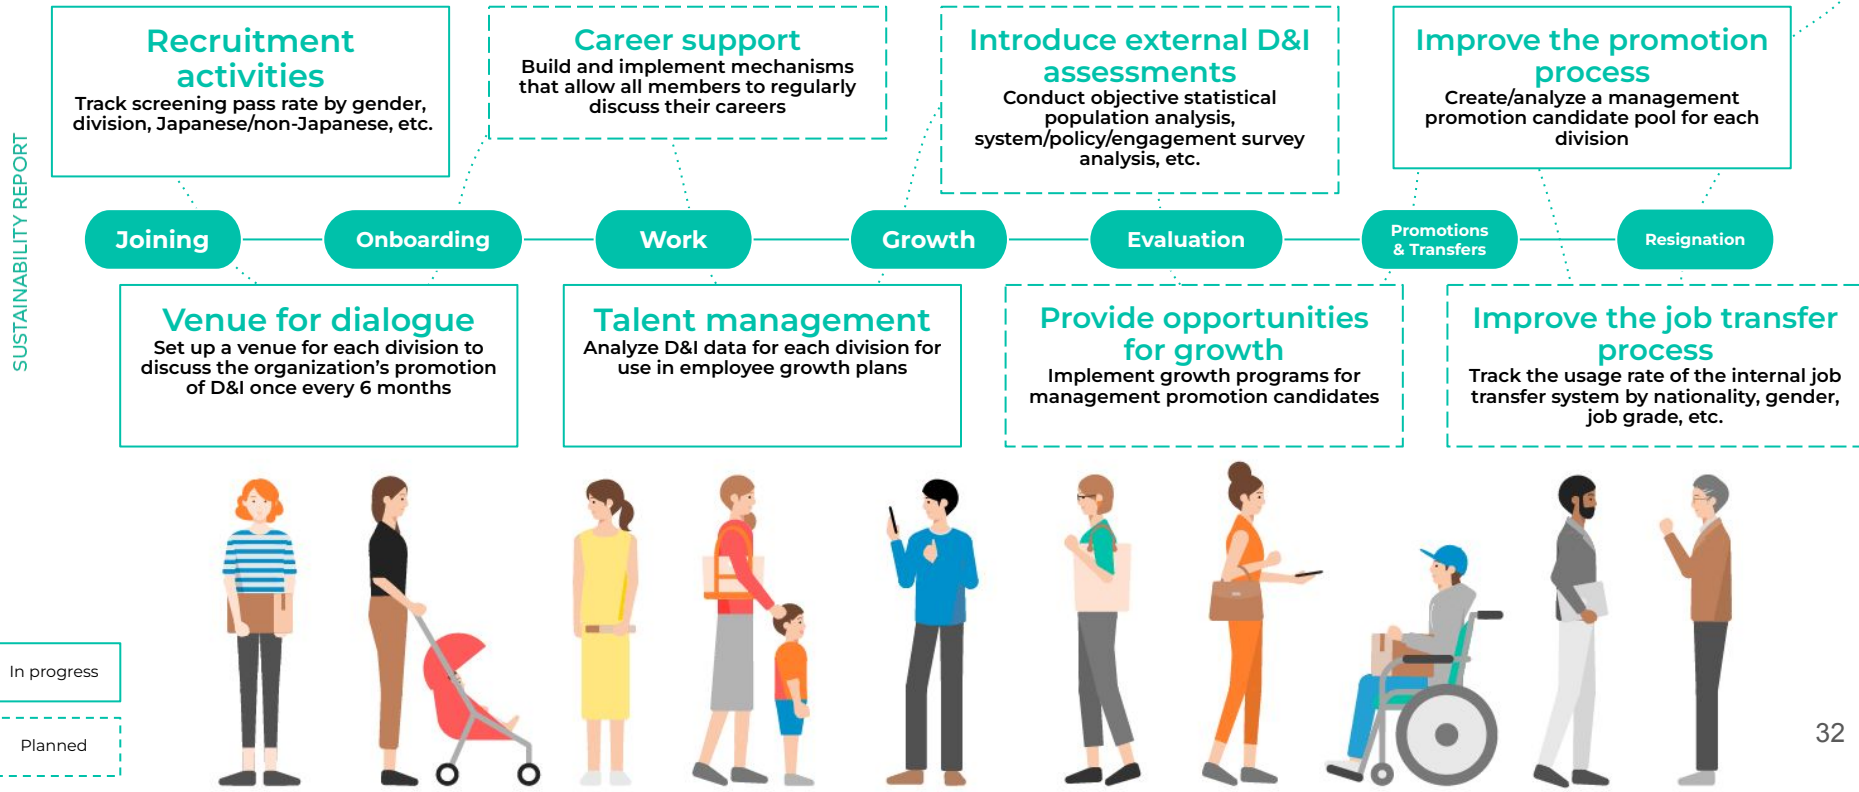 SUSTAINABILITY REPORT
Recruitment
activities
Track screening pass rate by gender,
division, Japanese/non-Japanese, etc.
Career support
Build and implement mechanisms
that allow all members to regularly
discuss their careers
Introduce external D&I
assessments
Conduct objective statistical
population analysis,
system/policy/engagement survey
analysis, etc.
Improve the promotion
process
Create/analyze a management
promotion candidate pool for each
division
Joining
Onboarding
Work
Growth
Evaluation
Promotions
& Transfers
Resignation
Venue for dialogue
Set up a venue for each division to
discuss the organization’s promotion
of D&I once every 6 months
Talent management
Analyze D&I data for each division for
use in employee growth plans
Provide opportunities
for growth
Implement growth programs for
management promotion candidates
Improve the job transfer
process
Track the usage rate of the internal job
transfer system by nationality, gender,
job grade, etc.
In progress
Planned
32